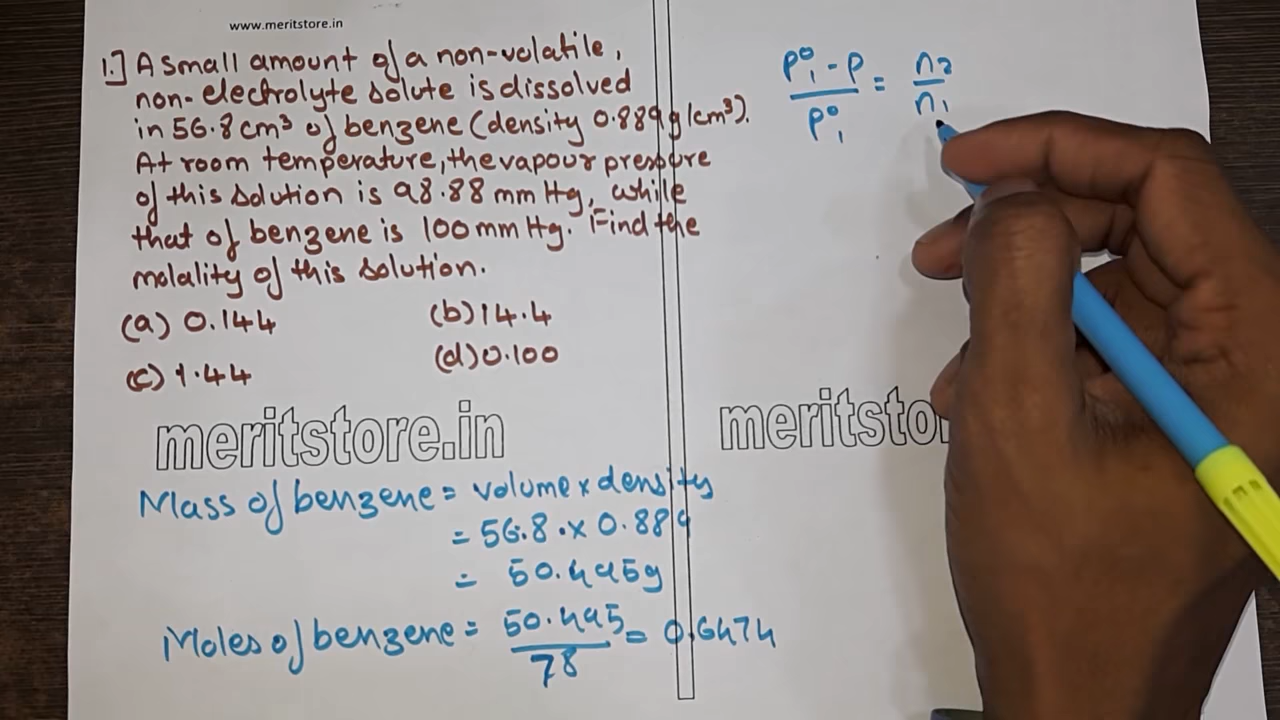 www.meritstore.in
1.] A small amount of a non-volatile,
non-electrolyte solute is dissolved
in 56.8 cm³ of benzene (density 0.889 g/cm³).
At room temperature, the vapour pressure
of this solution is 98.88 mm Hg, while
that of benzene is 100 mm Hg. Find the
molality of this solution.
(a) 0.144 (b) 14.4
(c) 1.44 (d) 0.100
meritstore.in
Mass of benzene = volume x density
= 56.8 x 0.889
= 50.495g
Moles of benzene = 50.495/78 = 0.6474
P₁⁰ - P / P₁⁰ = n₂/n₁
meritsto